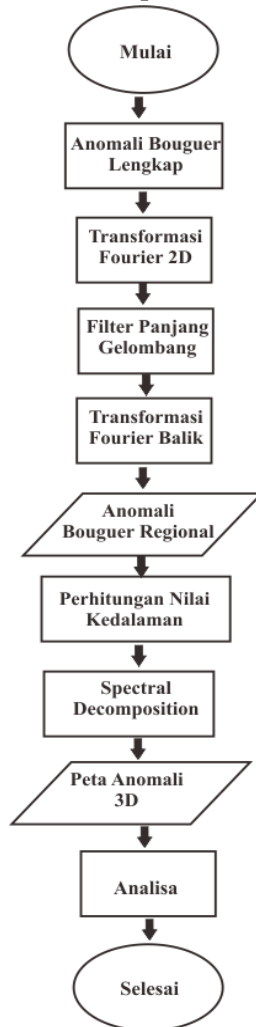 Mulai
Anomali Bouguer
Lengkap
Transformasi
Fourier 2D
Filter Panjang
Gelombang
Transformasi
Fourier Balik
Anomali
Bouguer Regional
Perhitungan Nilai
Kedalaman
Spectral
Decomposition
Peta Anomali
3D
Analisa
Selesai